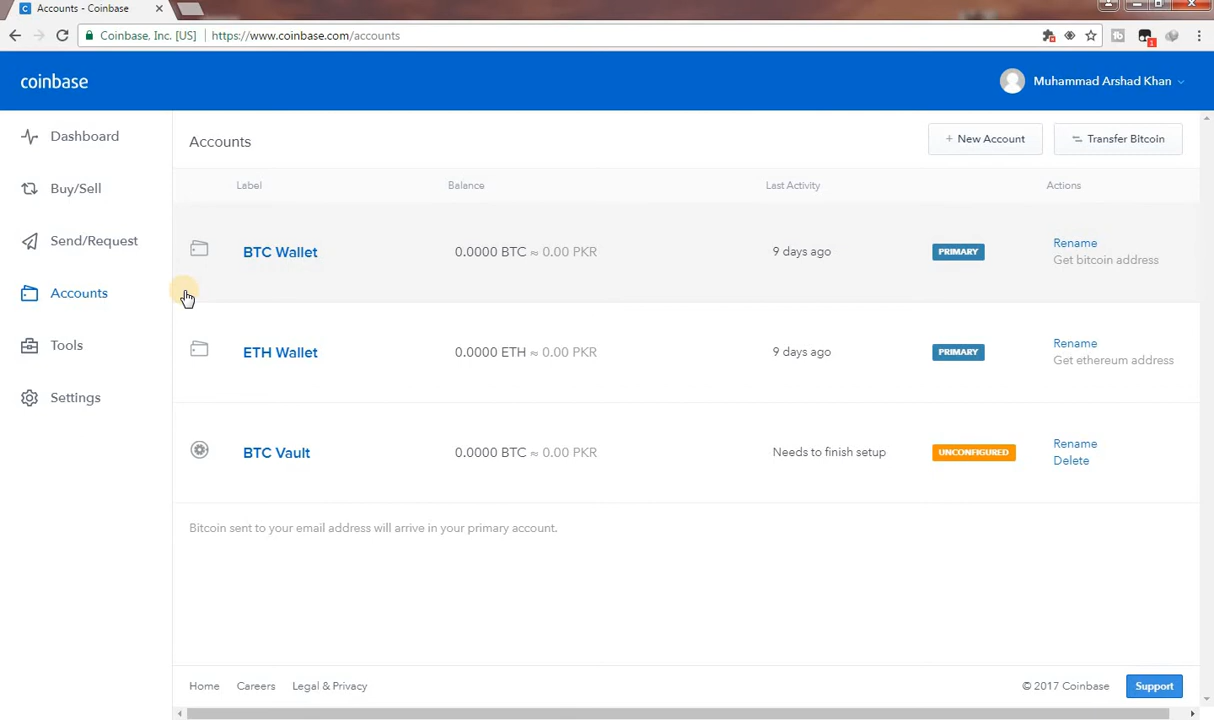 Accounts - Coinbase
Coinbase, Inc. [US] https://www.coinbase.com/accounts
1
coinbase
Muhammad Arshad Khan
Dashboard
Buy/Sell
Send/Request
Accounts
Tools
Settings
Accounts
+ New Account
Transfer Bitcoin
Label Balance Last Activity Actions
BTC Wallet 0.0000 BTC ≈ 0.00 PKR 9 days ago PRIMARY Rename
Get bitcoin address
ETH Wallet 0.0000 ETH ≈ 0.00 PKR 9 days ago PRIMARY Rename
Get ethereum address
BTC Vault 0.0000 BTC ≈ 0.00 PKR Needs to finish setup UNCONFIGURED Rename
Delete
Bitcoin sent to your email address will arrive in your primary account.
Home Careers Legal & Privacy © 2017 Coinbase Support